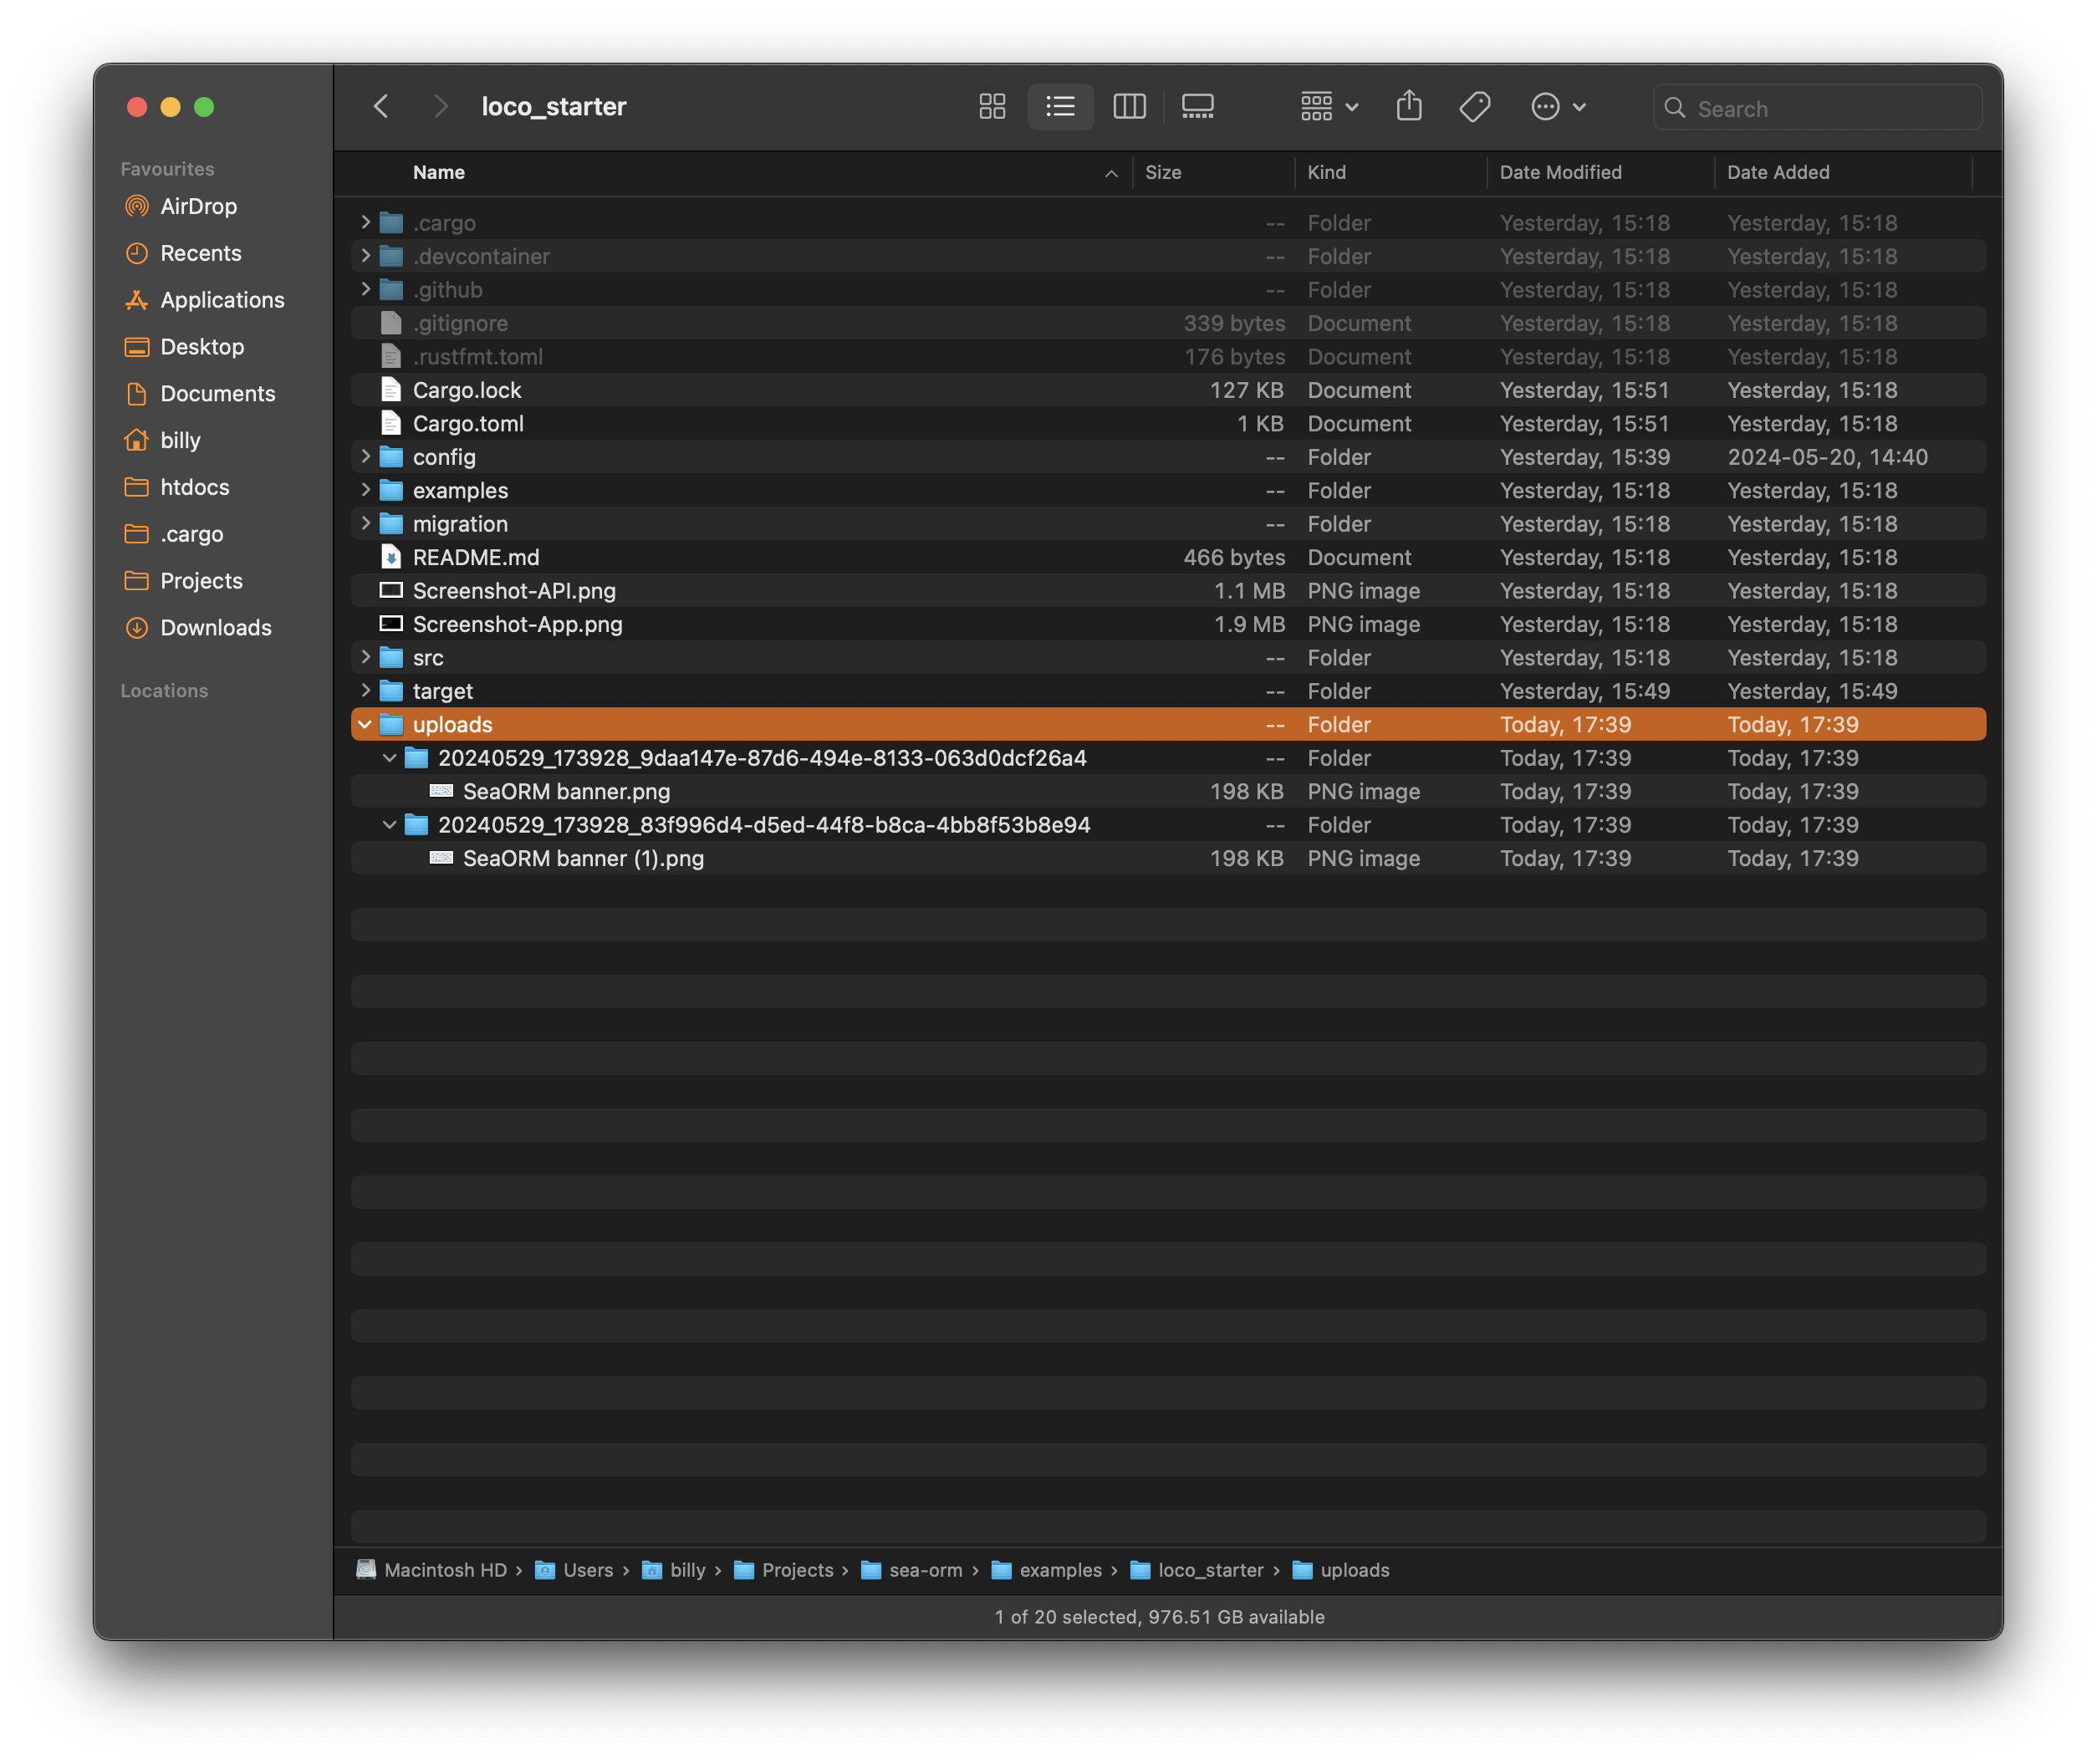 loco_starter
Search
Favourites
AirDrop
Recents
Applications
Desktop
Documents
billy
htdocs
.cargo
Projects
Downloads
Locations
Name Size Kind Date Modified Date Added
.cargo -- Folder Yesterday, 15:18 Yesterday, 15:18
.devcontainer -- Folder Yesterday, 15:18 Yesterday, 15:18
.github -- Folder Yesterday, 15:18 Yesterday, 15:18
.gitignore 339 bytes Document Yesterday, 15:18 Yesterday, 15:18
.rustfmt.toml 176 bytes Document Yesterday, 15:18 Yesterday, 15:18
Cargo.lock 127 KB Document Yesterday, 15:51 Yesterday, 15:18
Cargo.toml 1 KB Document Yesterday, 15:51 Yesterday, 15:18
config -- Folder Yesterday, 15:39 2024-05-20, 14:40
examples -- Folder Yesterday, 15:18 Yesterday, 15:18
migration -- Folder Yesterday, 15:18 Yesterday, 15:18
README.md 466 bytes Document Yesterday, 15:18 Yesterday, 15:18
Screenshot-API.png 1.1 MB PNG image Yesterday, 15:18 Yesterday, 15:18
Screenshot-App.png 1.9 MB PNG image Yesterday, 15:18 Yesterday, 15:18
src -- Folder Yesterday, 15:18 Yesterday, 15:18
target -- Folder Yesterday, 15:49 Yesterday, 15:49
uploads -- Folder Today, 17:39 Today, 17:39
20240529_173928_9daa147e-87d6-494e-8133-063d0dcf26a4 -- Folder Today, 17:39 Today, 17:39
SeaORM banner.png 198 KB PNG image Today, 17:39 Today, 17:39
20240529_173928_83f996d4-d5ed-44f8-b8ca-4bb8f53b8e94 -- Folder Today, 17:39 Today, 17:39
SeaORM banner (1).png 198 KB PNG image Today, 17:39 Today, 17:39
Macintosh HD › Users › billy › Projects › sea-orm › examples › loco_starter › uploads
1 of 20 selected, 976.51 GB available